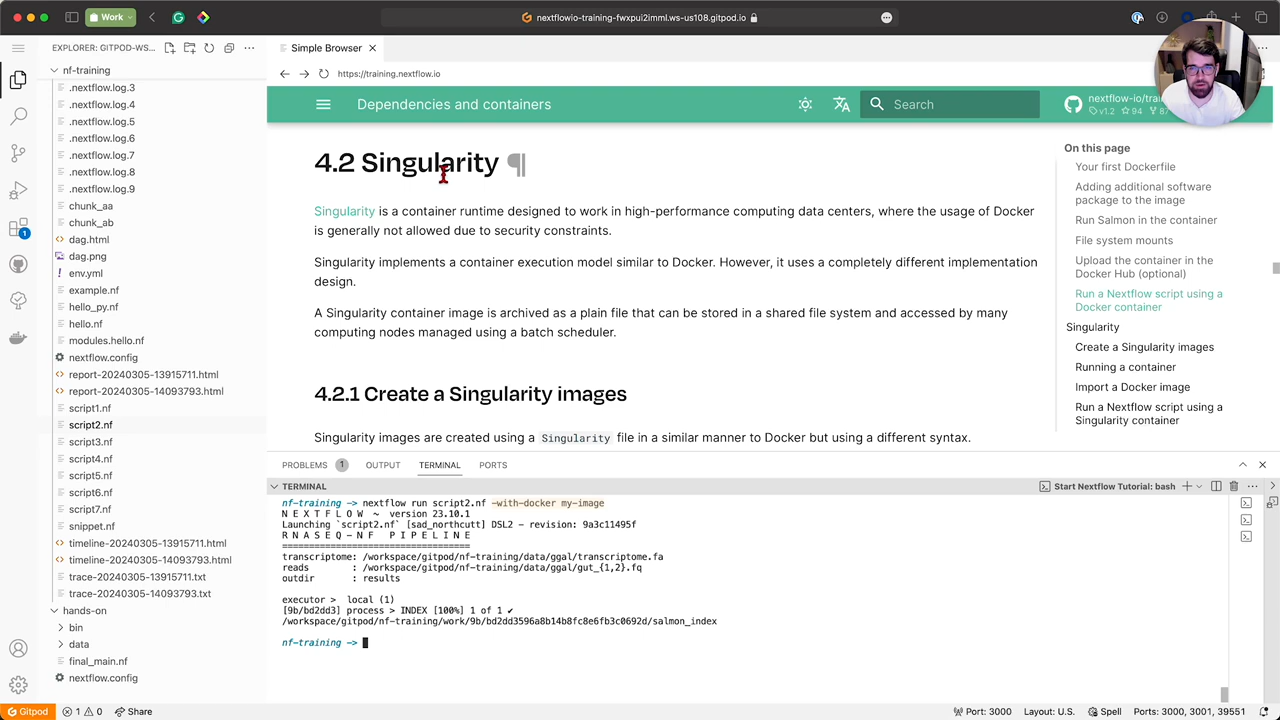 Work
nextflowio-training-fwxpui2imml.ws-us108.gitpod.io
EXPLORER: GITPOD-WS...
nf-training
.nextflow.log.3
.nextflow.log.4
.nextflow.log.5
.nextflow.log.6
.nextflow.log.7
.nextflow.log.8
.nextflow.log.9
chunk_aa
chunk_ab
dag.html
dag.png
env.yml
example.nf
hello_py.nf
hello.nf
modules.hello.nf
nextflow.config
report-20240305-13915711.html
report-20240305-14093793.html
script1.nf
script2.nf
script3.nf
script4.nf
script5.nf
script6.nf
script7.nf
snippet.nf
timeline-20240305-13915711.html
timeline-20240305-14093793.html
trace-20240305-13915711.txt
trace-20240305-14093793.txt
hands-on
bin
data
final_main.nf
nextflow.config
1
Simple Browser
https://training.nextflow.io
Dependencies and containers
Search
nextflow-io/trai
v1.2 94 87
4.2 Singularity ¶
Singularity is a container runtime designed to work in high-performance computing data centers, where the usage of Docker
is generally not allowed due to security constraints.
Singularity implements a container execution model similar to Docker. However, it uses a completely different implementation
design.
A Singularity container image is archived as a plain file that can be stored in a shared file system and accessed by many
computing nodes managed using a batch scheduler.
4.2.1 Create a Singularity images
Singularity images are created using a Singularity file in a similar manner to Docker but using a different syntax.
On this page
Your first Dockerfile
Adding additional software
package to the image
Run Salmon in the container
File system mounts
Upload the container in the
Docker Hub (optional)
Run a Nextflow script using a
Docker container
Singularity
Create a Singularity images
Running a container
Import a Docker image
Run a Nextflow script using a
Singularity container
PROBLEMS 1 OUTPUT TERMINAL PORTS
TERMINAL
Start Nextflow Tutorial: bash
nf-training -> nextflow run script2.nf -with-docker my-image
N E X T F L O W ~ version 23.10.1
Launching `script2.nf` [sad_northcutt] DSL2 - revision: 9a3c11495f
R N A S E Q - N F   P I P E L I N E
===================================
transcriptome: /workspace/gitpod/nf-training/data/ggal/transcriptome.fa
reads : /workspace/gitpod/nf-training/data/ggal/gut_{1,2}.fq
outdir : results
executor > local (1)
[9b/bd2dd3] process > INDEX [100%] 1 of 1 ✔
/workspace/gitpod/nf-training/work/9b/bd2dd3596a8b14b8fc8e6fb3c0692d/salmon_index
nf-training ->
Gitpod 1 0 Share
Port: 3000 Layout: U.S. Spell Ports: 3000, 3001, 39551